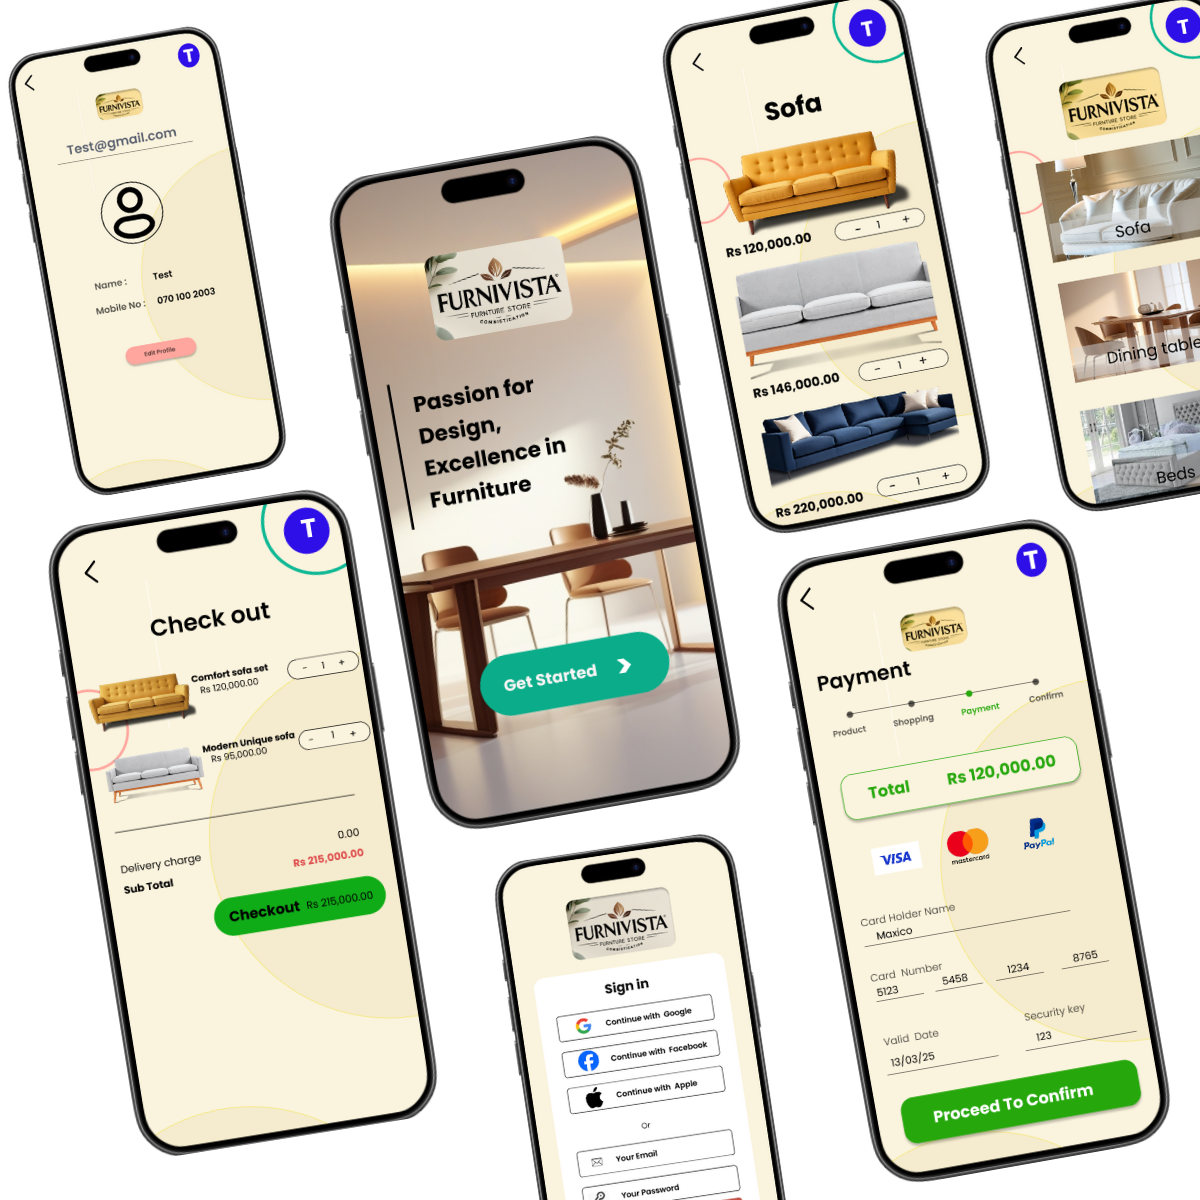 T
FURNIVISTA
Test@gmail.com
Name :
Test
Mobile No :
070 100 2003
Edit Profile
FURNIVISTA
FURNTURE STORE
COMBISTICATION
Passion for
Design,
Excellence in
Furniture
Get Started
T
Sofa
- 1 +
Rs 120,000.00
- 1 +
Rs 146,000.00
- 1 +
Rs 220,000.00
T
FURNIVISTA
FURNTURE STORE
COMBISTICATION
Sofa
Dining table
Beds
T
Check out
Comfort sofa set
Rs 120,000.00
- 1 +
Modern Unique sofa
Rs 95,000.00
- 1 +
Delivery charge
0.00
Sub Total
Rs 215,000.00
Checkout Rs 215,000.00
FURNIVISTA
FURNTURE STORE
COMBISTICATION
Sign in
Continue with Google
Continue with Facebook
Continue with Apple
Or
Your Email
Your Password
T
FURNIVISTA
Payment
Product
Shopping
Payment
Confirm
Total Rs 120,000.00
VISA
mastercard
PayPal
Card Holder Name
Maxico
Card Number
5123 5458 1234 8765
Valid Date
13/03/25
Security key
123
Proceed To Confirm